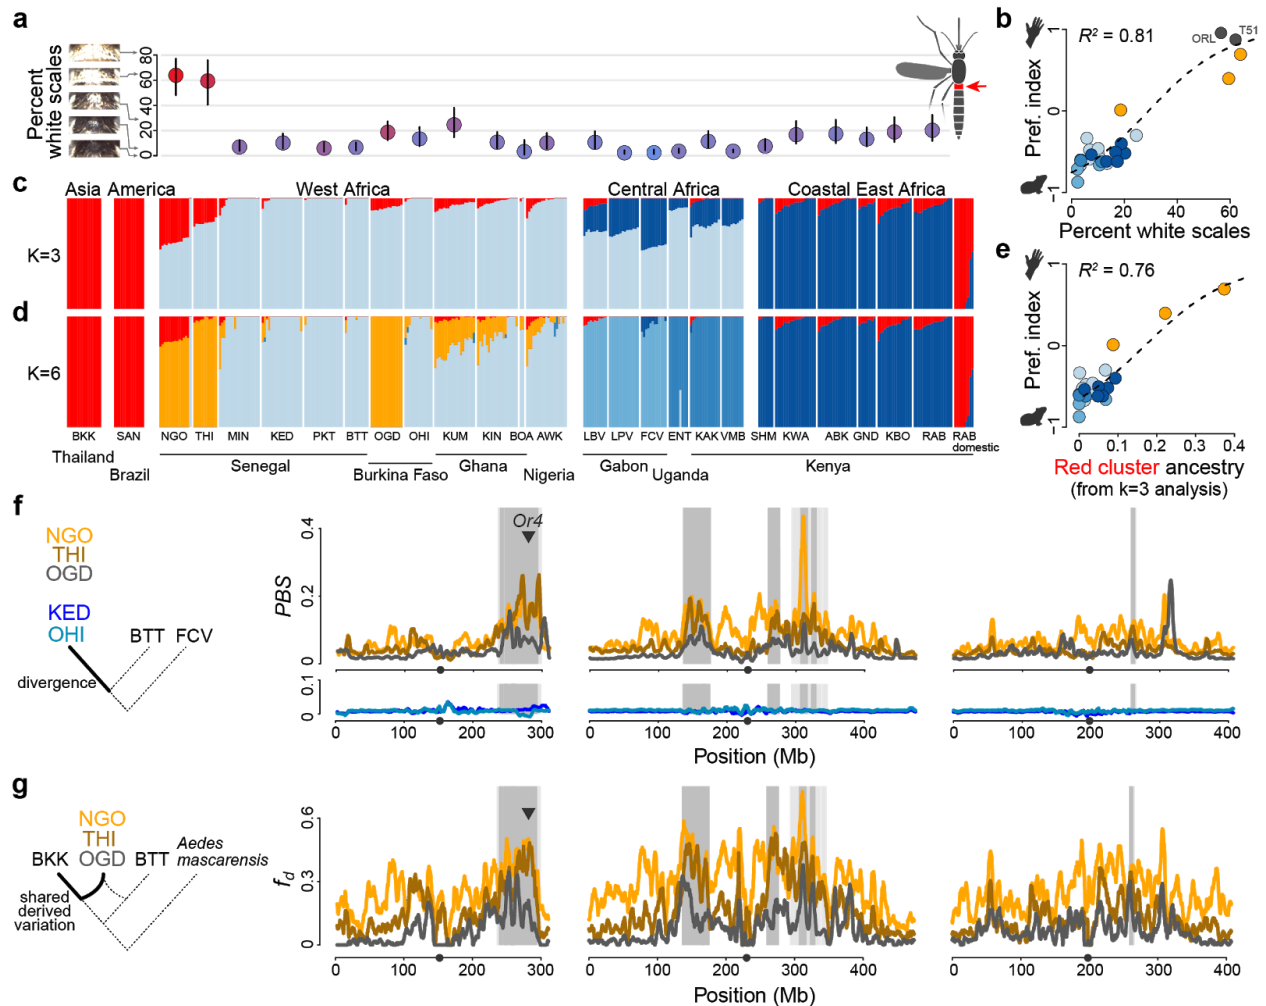 a
Percent
white scales
80
60
40
20
0
b
R² = 0.81
ORL
T51
Pref. index
1
0
−1
0
20
40
60
Percent white scales
c
Asia America
West Africa
Central Africa
Coastal East Africa
K=3
d
K=6
BKK
SAN
NGO
THI
MIN
KED
PKT
BTT
OGD
OHI
KUM
KIN
BOA
AWK
LBV
LPV
FCV
ENT
KAK
VMB
SHM
KWA
ABK
GND
KBO
RAB
RAB
domestic
Thailand
Brazil
Senegal
Burkina Faso
Ghana
Nigeria
Gabon
Uganda
Kenya
e
R² = 0.76
Pref. index
1
0
−1
0
0.1
0.2
0.3
0.4
Red cluster ancestry
(from k=3 analysis)
f
NGO
THI
OGD
KED
OHI
BTT FCV
divergence
PBS
0.4
0.2
0
Or4
0.1
0
0 100 200 300
0 200 400
0 100 200 300 400
Position (Mb)
g
NGO
THI
BKK OGD BTT
Aedes
mascarensis
shared
derived
variation
fd
0.6
0.3
0
0 100 200 300
0 100 200 300 400
0 100 200 300 400
Position (Mb)